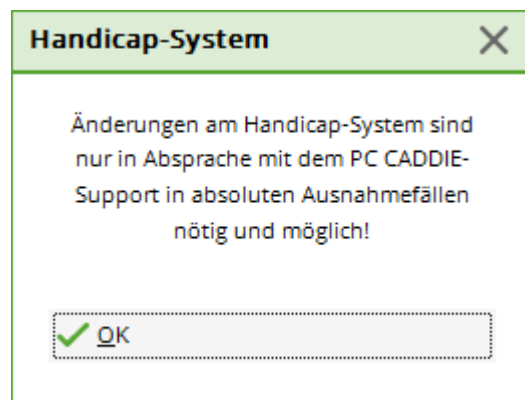 Handicap-System
Änderungen am Handicap-System sind
nur in Absprache mit dem PC CADDIE-
Support in absoluten Ausnahmefällen
nötig und möglich!
OK